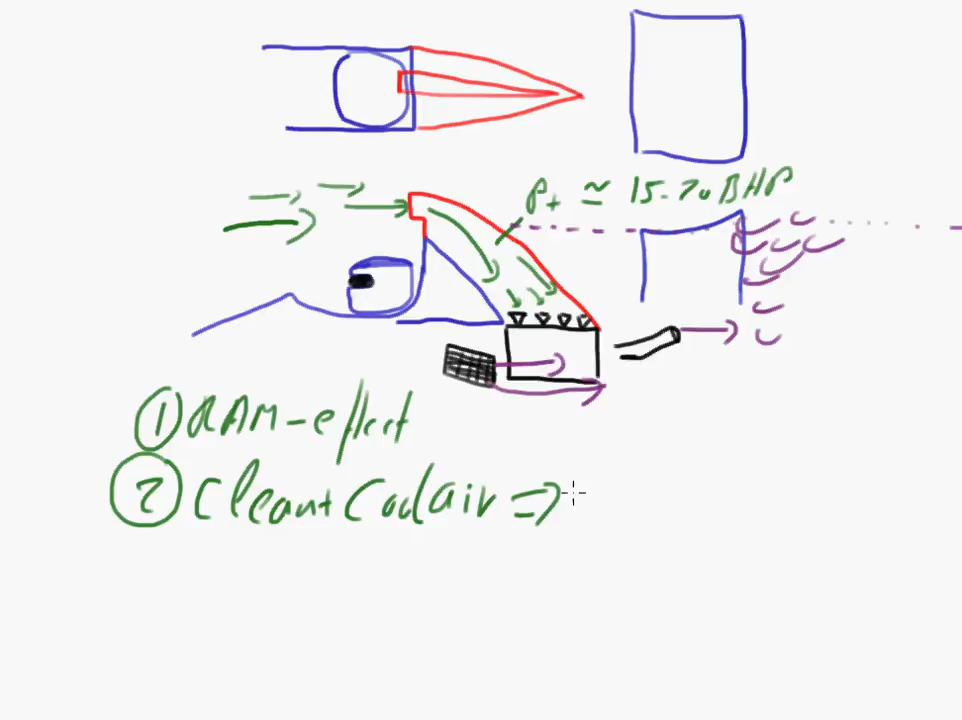 P+ ≃ 15-20 BHP
① RAM-effect
② Clean+Cool air =>